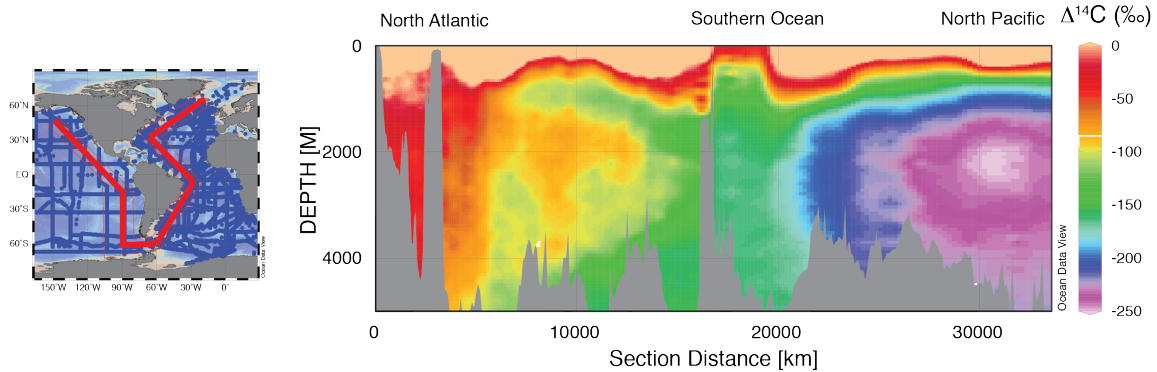 North Atlantic
Southern Ocean
North Pacific
Δ¹⁴C (‰)
60°N
30°N
EQ
30°S
60°S
150°W
120°W
90°W
60°W
30°W
0°
Ocean Data View
DEPTH [M]
0
2000
4000
0
10000
20000
30000
Section Distance [km]
Ocean Data View
0
-50
-100
-150
-200
-250